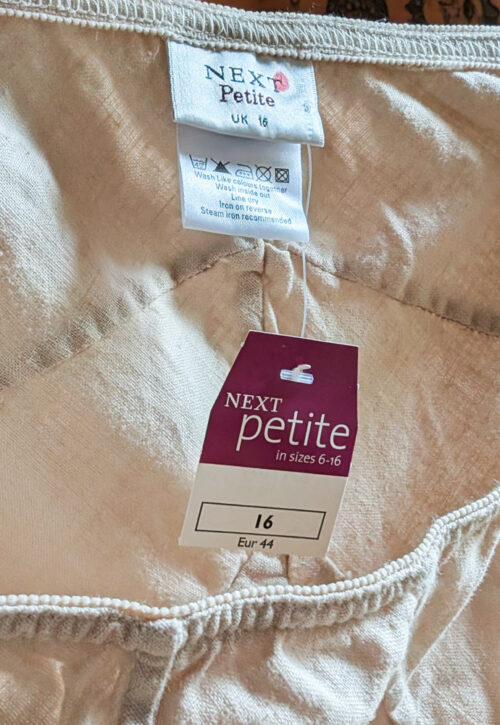 NEXT
Petite
UK 16
Wash Like colours together
Wash inside out
Line dry
Iron on reverse
Steam iron recommended
NEXT
petite
in sizes 6-16
16
Eur 44